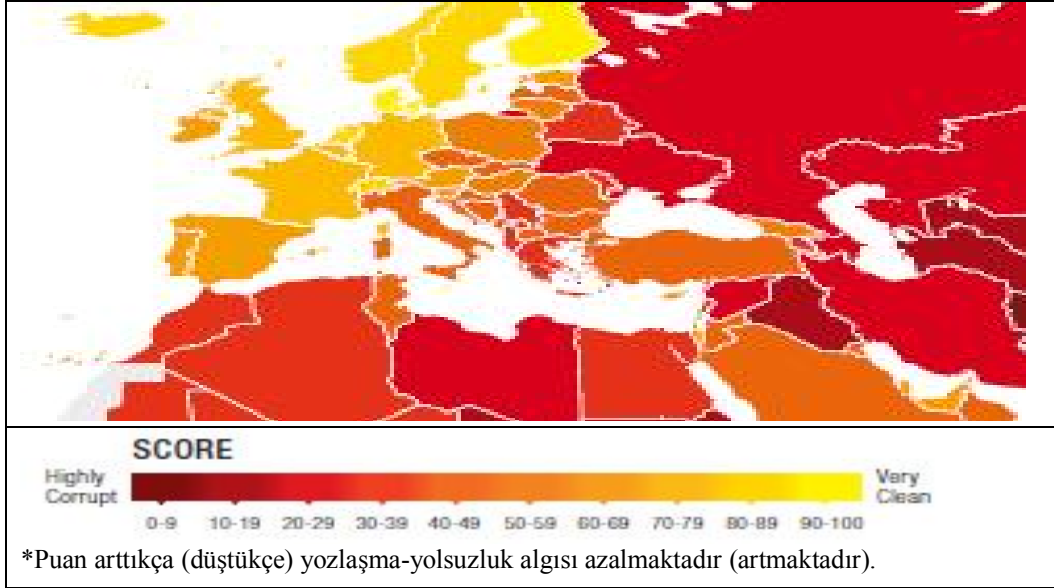 SCORE
Highly
Corrupt
Very
Clean
0-9 10-19 20-29 30-39 40-49 50-59 60-69 70-79 80-89 90-100
*Puan arttıkça (düştükçe) yozlaşma-yolsuzluk algısı azalmaktadır (artmaktadır).